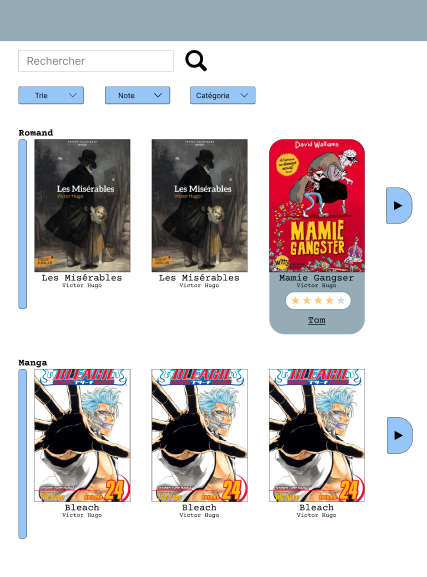 Rechercher
Trie
Note
Catégorie
Romand
Les Misérables
Victor Hugo
Les Misérables
Victor Hugo
David Walliams
MAMIE
GANGSTER
Les Misérables
Victor Hugo
Les Misérables
Victor Hugo
Mamie Gangser
Victor Hugo
★★★★★
Tom
Manga
BLEACH
BLEACH
BLEACH
24
24
24
Bleach
Victor Hugo
Bleach
Victor Hugo
Bleach
Victor Hugo